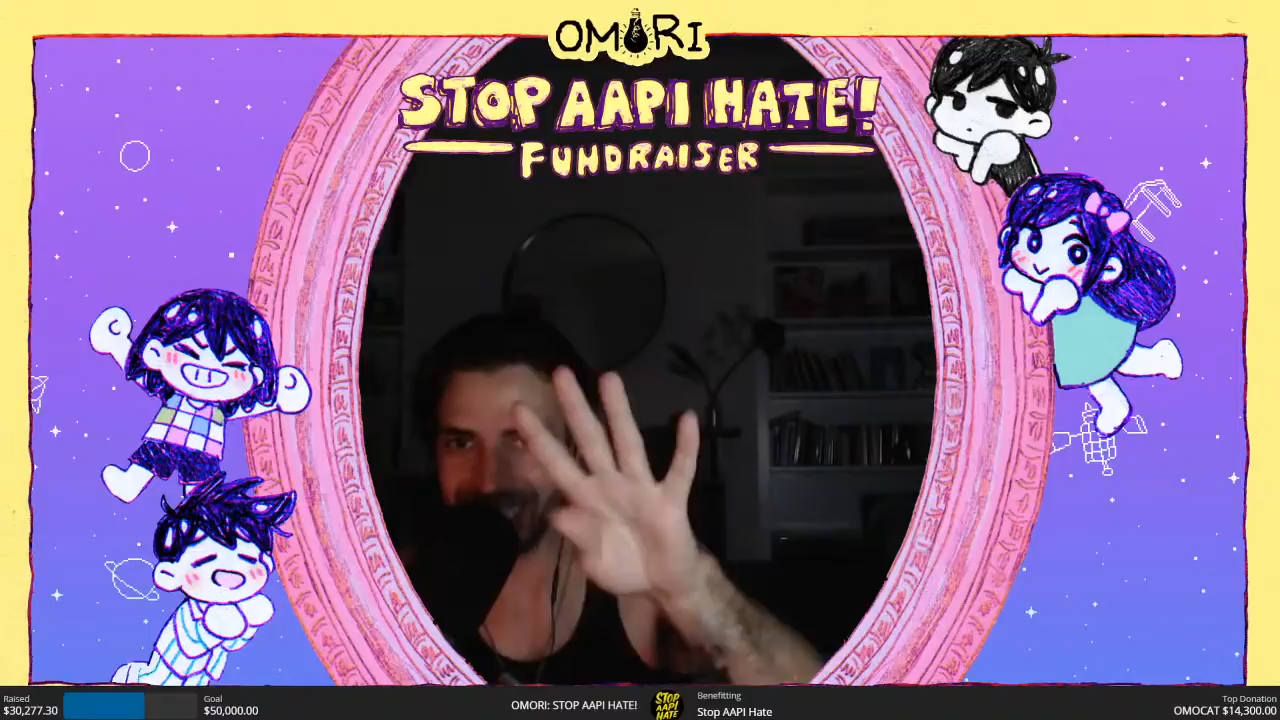 OMORI
STOP AAPI HATE!
FUNDRAISER
Raised
$30,277.30
Goal
$50,000.00
OMORI: STOP AAPI HATE!
STOP
AAPI
HATE
Benefitting
Stop AAPI Hate
Top Donation
OMOCAT $14,300.00